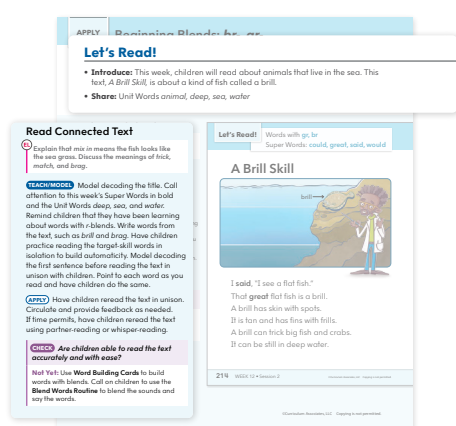 APPLY Beginning Blends: br, gr
Let's Read!
• Introduce: This week, children will read about animals that live in the sea. This
text, A Brill Skill, is about a kind of fish called a brill.
• Share: Unit Words animal, deep, sea, water
Read Connected Text
EL Explain that mix in means the fish looks like
the sea grass. Discuss the meanings of trick,
match, and brag.
TEACH/MODEL Model decoding the title. Call
attention to this week's Super Words in bold
and the Unit Words deep, sea, and water.
Remind children that they have been learning
about words with r-blends. Write words from
the text, such as brill and brag. Have children
practice reading the target-skill words in
isolation to build automaticity. Model decoding
the first sentence before reading the text in
unison with children. Point to each word as you
read and have children do the same.
APPLY Have children reread the text in unison.
Circulate and provide feedback as needed.
If time permits, have children reread the text
using partner-reading or whisper-reading.
CHECK Are children able to read the text
accurately and with ease?
Not Yet: Use Word Building Cards to build
words with blends. Call on children to use the
Blend Words Routine to blend the sounds and
say the words.
Let's Read! Words with gr, br
Super Words: could, great, said, would
A Brill Skill
brill
I said, "I see a flat fish."
That great flat fish is a brill.
A brill has skin with spots.
It is tan and has fins with frills.
A brill can trick big fish and crabs.
It can be still in deep water.
214 WEEK 12 • Session 2
©Curriculum Associates, LLC Copying is not permitted.